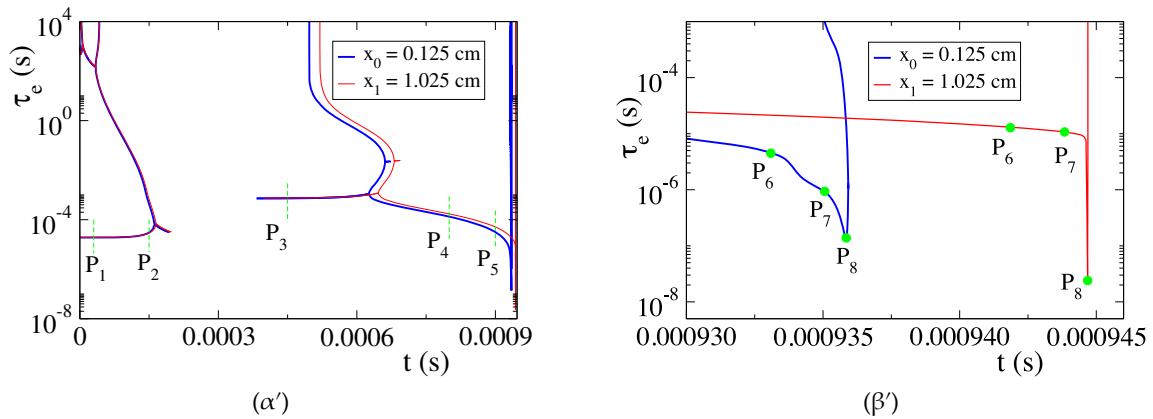 10^4
10^0
10^-4
10^-8
τ_e (s)
x_0 = 0.125 cm
x_1 = 1.025 cm
P_1
P_2
P_3
P_4
P_5
0
0.0003
0.0006
0.0009
t (s)
(α′)
10^-4
10^-6
10^-8
τ_e (s)
x_0 = 0.125 cm
x_1 = 1.025 cm
P_6
P_7
P_8
P_6
P_7
P_8
0.000930
0.000935
0.000940
0.000945
t (s)
(β′)